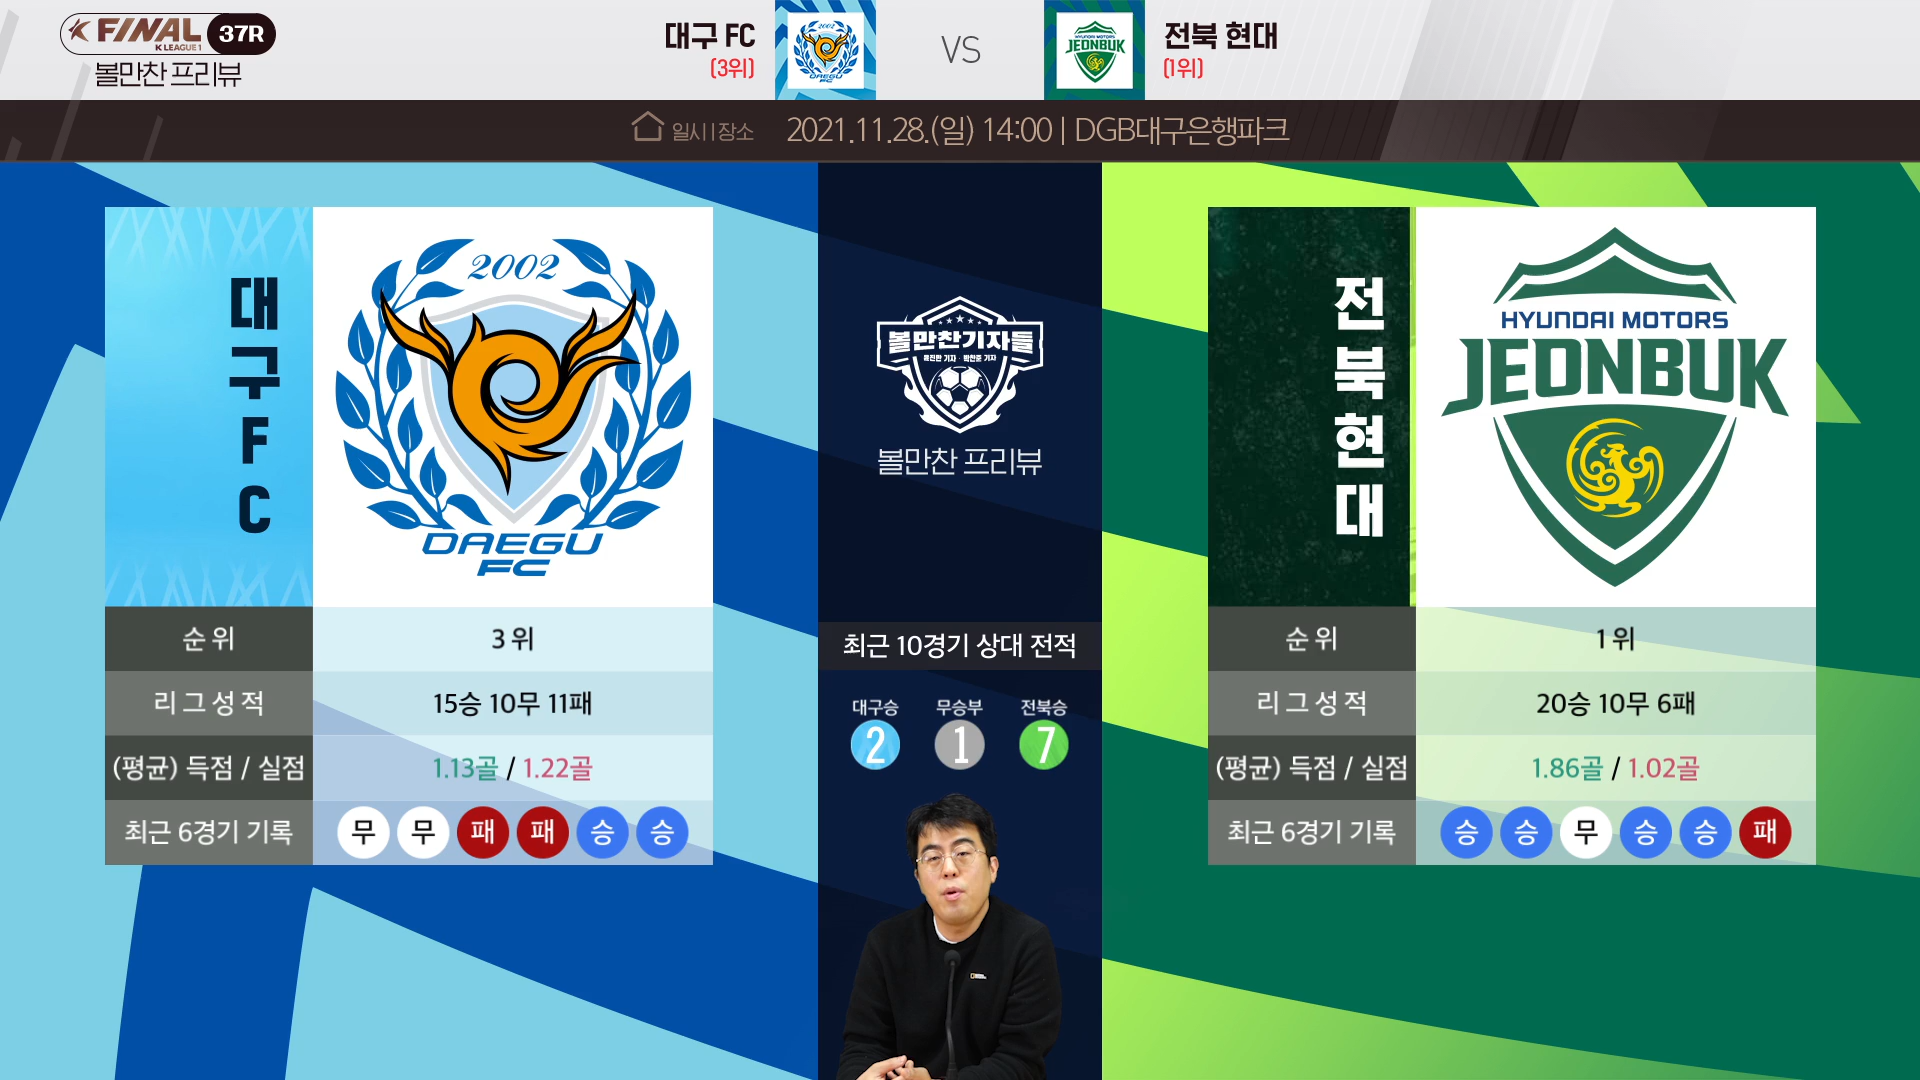 FINAL 37R
K LEAGUE 1
볼만찬 프리뷰
대구 FC
(3위)
2002
DAEGU
FC
VS
HYUNDAI MOTORS
JEONBUK
전북 현대
(1위)
일시 | 장소 2021.11.28.(일) 14:00 | DGB대구은행파크
대구FC
2002
DAEGU
FC
순위 3위
리그성적 15승 10무 11패
(평균) 득점 / 실점 1.13골 / 1.22골
최근 6경기 기록 무 무 패 패 승 승
볼만찬기자들
볼만찬 프리뷰
최근 10경기 상대 전적
대구승 무승부 전북승
2 1 7
전북현대
HYUNDAI MOTORS
JEONBUK
순위 1위
리그성적 20승 10무 6패
(평균) 득점 / 실점 1.86골 / 1.02골
최근 6경기 기록 승 승 무 승 승 패